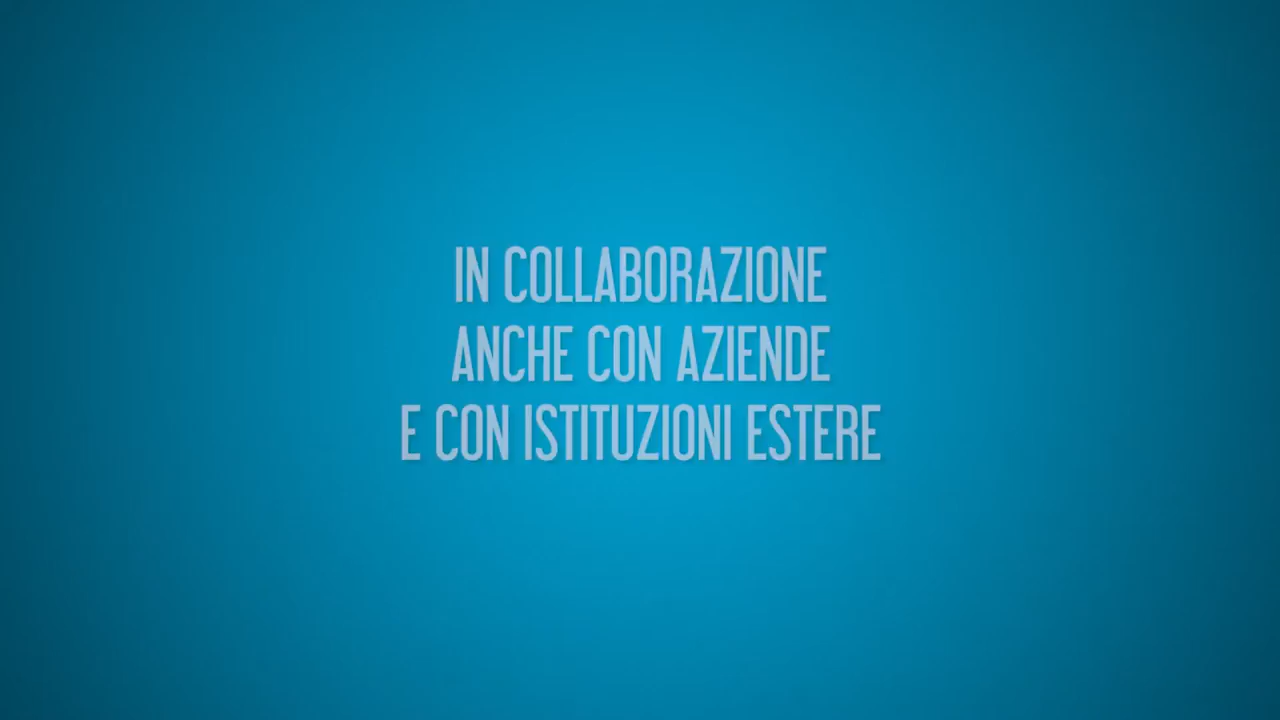 IN COLLABORAZIONE
ANCHE CON AZIENDE
E CON ISTITUZIONI ESTERE